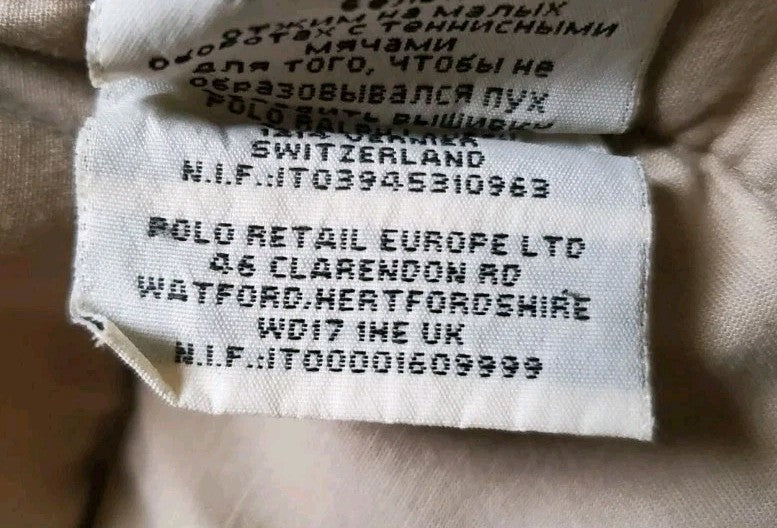 ОТЖИМ НА МАЛЫХ
ОБОРОТАХ С ТЕННИСНЫМИ
МЯЧАМИ
ДЛЯ ТОГО, ЧТОБЫ НЕ
ОБРАЗОВЫВАЛСЯ ПУХ
SWITZERLAND
N.I.F.:IT03945310963
POLO RETAIL EUROPE LTD
46 CLARENDON RD
WATFORD,HERTFORDSHIRE
WD17 1HE UK
N.I.F.:IT00001609999